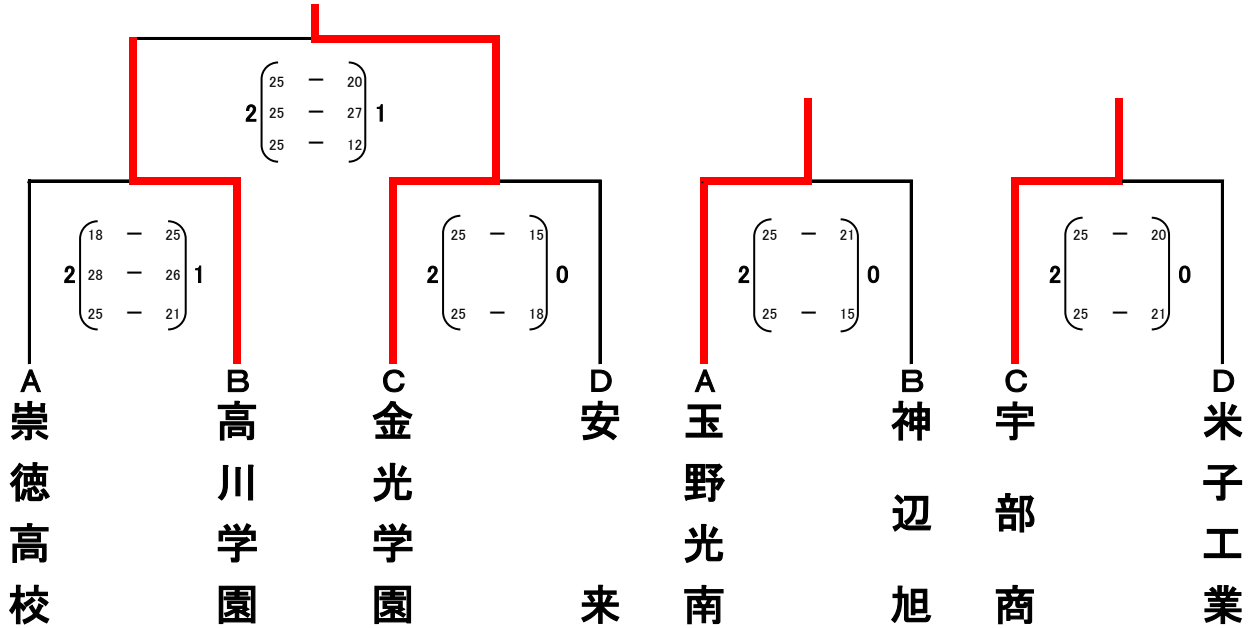 25 － 20
2 25 － 27 1
25 － 12
18 － 25
2 28 － 26 1
25 － 21
25 － 15
2 0
25 － 18
25 － 21
2 0
25 － 15
25 － 20
2 0
25 － 21
A B C D A B C D
崇徳高校
高川学園
金光学園
安来
玉野光南
神辺旭
宇部商
米子工業